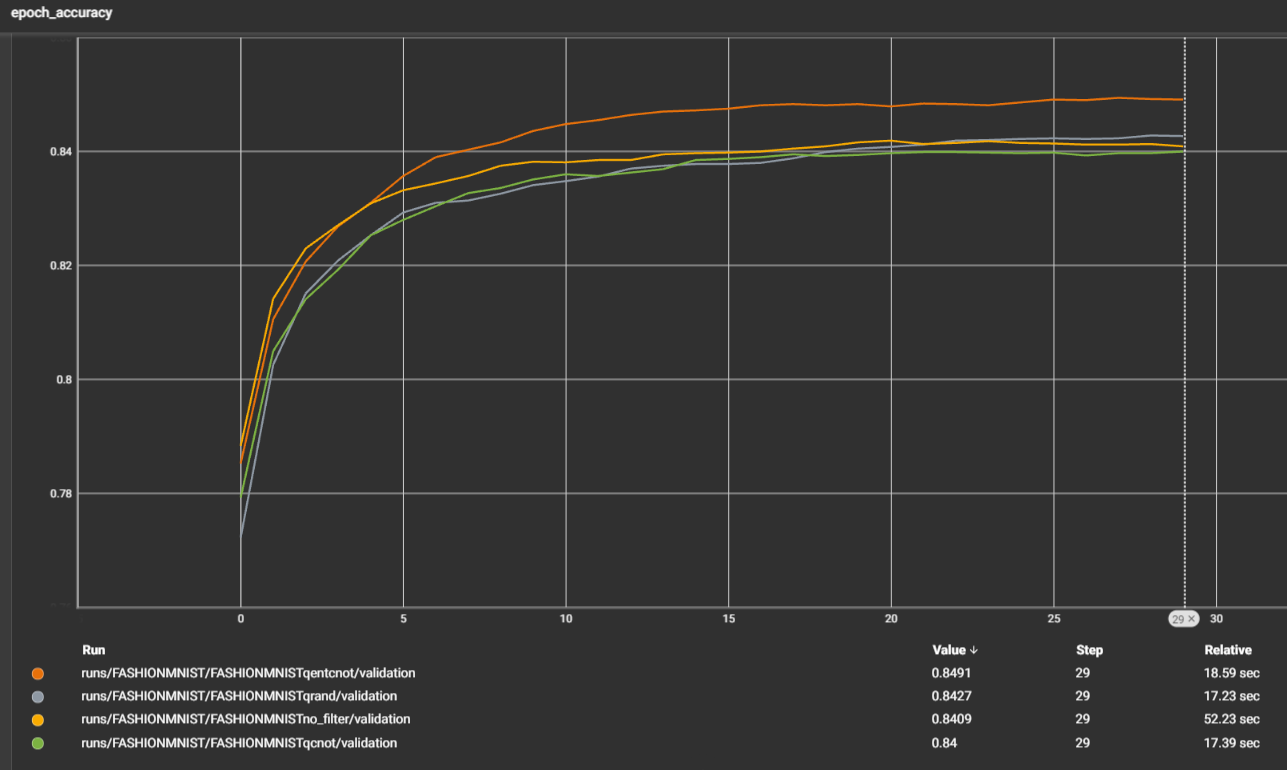 epoch_accuracy
0.84
0.82
0.8
0.78
0 5 10 15 20 25 29 × 30
Run Value ↓ Step Relative
runs/FASHIONMNIST/FASHIONMNISTqentcnot/validation 0.8491 29 18.59 sec
runs/FASHIONMNIST/FASHIONMNISTqrand/validation 0.8427 29 17.23 sec
runs/FASHIONMNIST/FASHIONMNISTno_filter/validation 0.8409 29 52.23 sec
runs/FASHIONMNIST/FASHIONMNISTqcnot/validation 0.84 29 17.39 sec